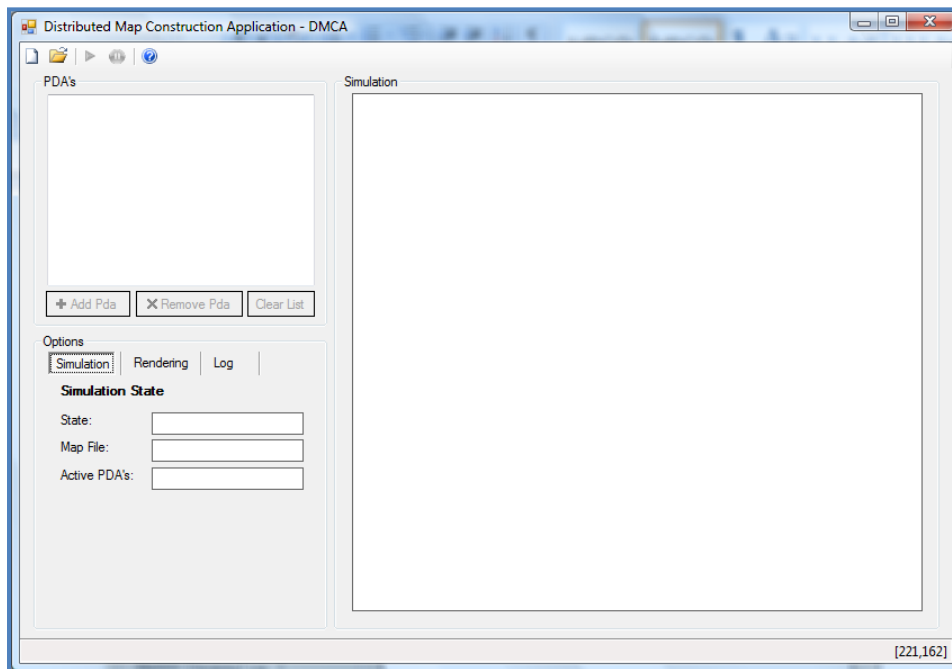 Distributed Map Construction Application - DMCA
PDA's
Simulation
Add Pda
Remove Pda
Clear List
Options
Simulation
Rendering
Log
Simulation State
State:
Map File:
Active PDA's:
[221,162]